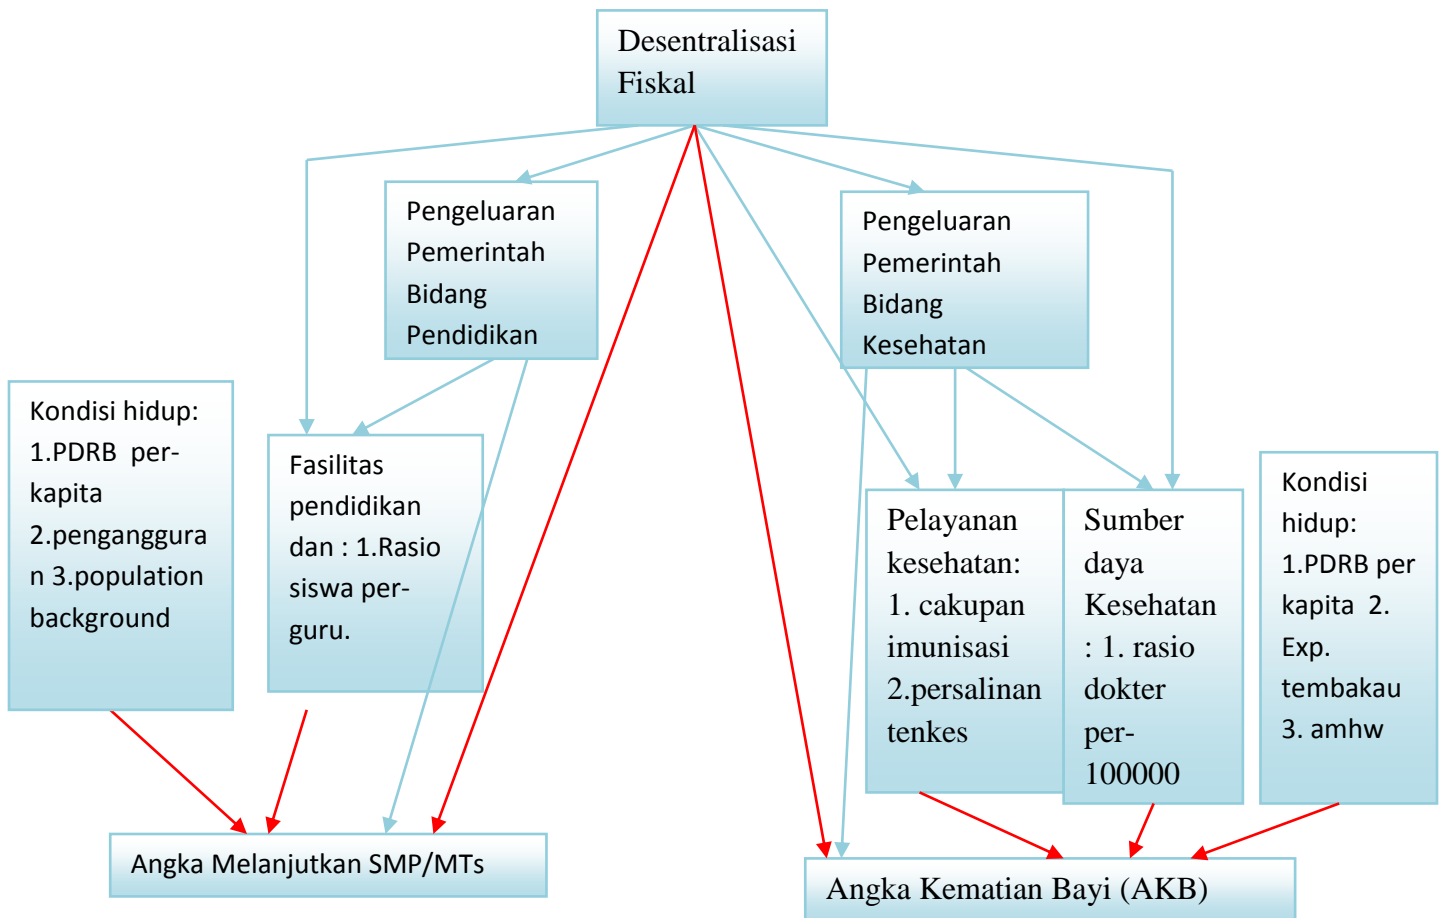 Desentralisasi
Fiskal
Pengeluaran
Pemerintah
Bidang
Pendidikan
Pengeluaran
Pemerintah
Bidang
Kesehatan
Kondisi hidup:
1.PDRB per-
kapita
2.penganggura
n 3.population
background
Fasilitas
pendidikan
dan : 1.Rasio
siswa per-
guru.
Pelayanan
kesehatan:
1. cakupan
imunisasi
2.persalinan
tenkes
Sumber
daya
Kesehatan
: 1. rasio
dokter
per-
100000
Kondisi
hidup:
1.PDRB per
kapita 2.
Exp.
tembakau
3. amhw
Angka Melanjutkan SMP/MTs
Angka Kematian Bayi (AKB)